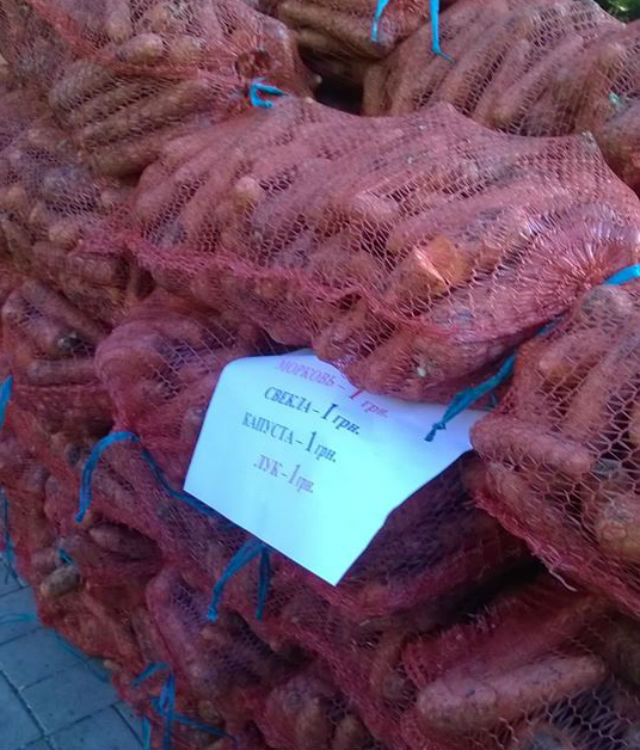 МОРКОВЬ - 1 грн.
СВЕКЛА - 1 грн.
КАПУСТА - 1 грн.
ЛУК - 1 грн.